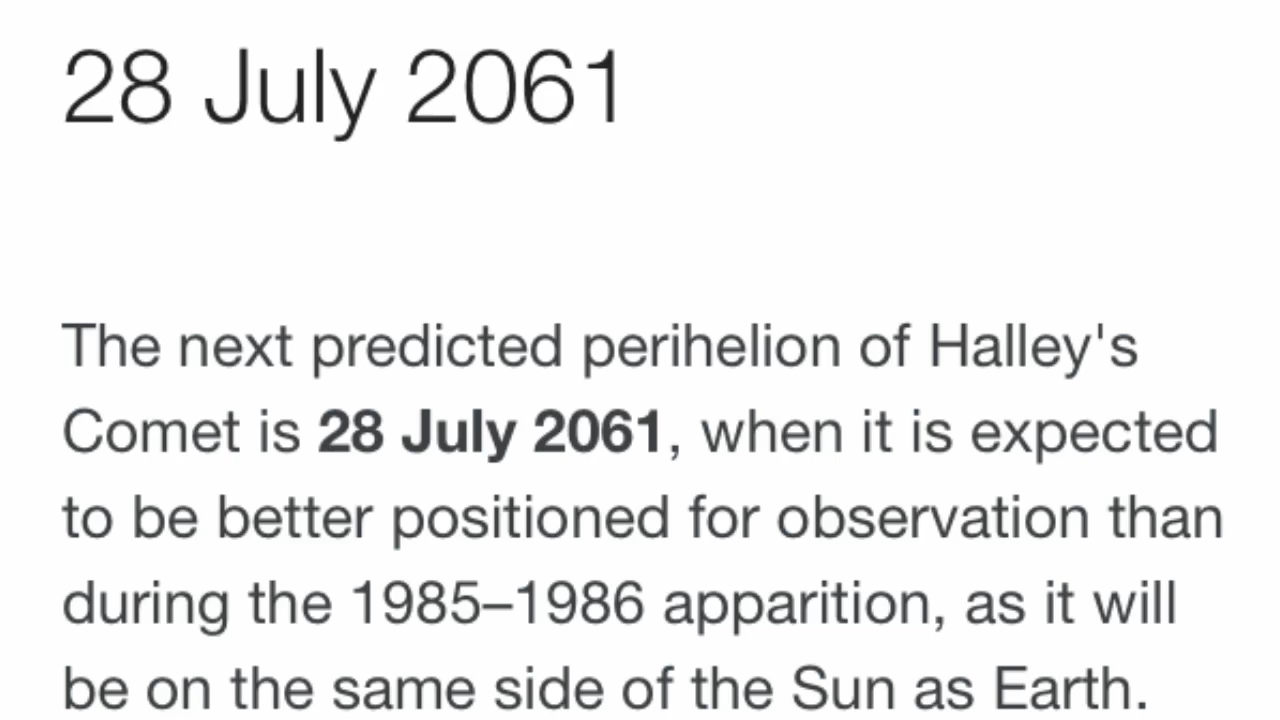 28 July 2061
The next predicted perihelion of Halley's
Comet is 28 July 2061, when it is expected
to be better positioned for observation than
during the 1985–1986 apparition, as it will
be on the same side of the Sun as Earth.